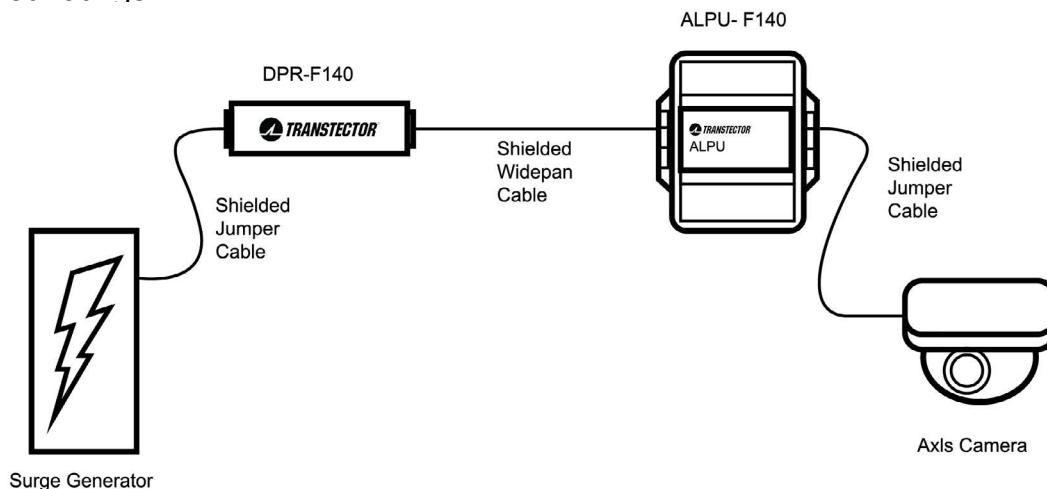 ALPU- F140
DPR-F140
TRANSTECTOR
TRANSTECTOR
ALPU
Shielded
Widepan
Cable
Shielded
Jumper
Cable
Shielded
Jumper
Cable
Axls Camera
Surge Generator